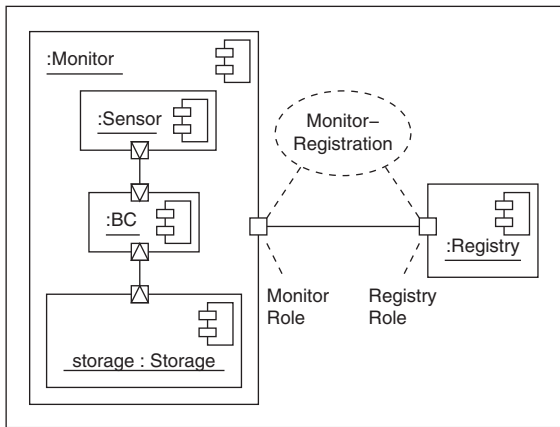 :Monitor
:Sensor
Monitor–
Registration
:BC
:Registry
Monitor
Role
Registry
Role
storage : Storage